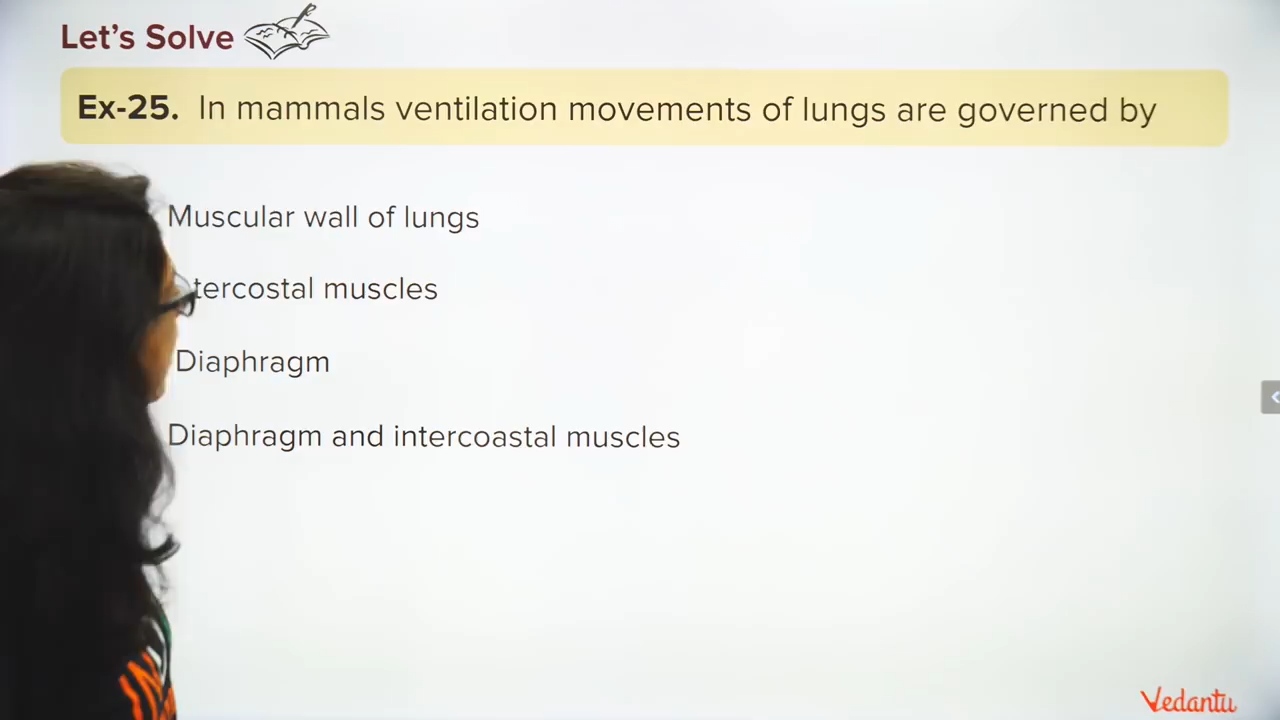 Let's Solve
Ex-25. In mammals ventilation movements of lungs are governed by
Muscular wall of lungs
muscles
Diaphragm
Diaphragm and intercoastal muscles
Vedantu